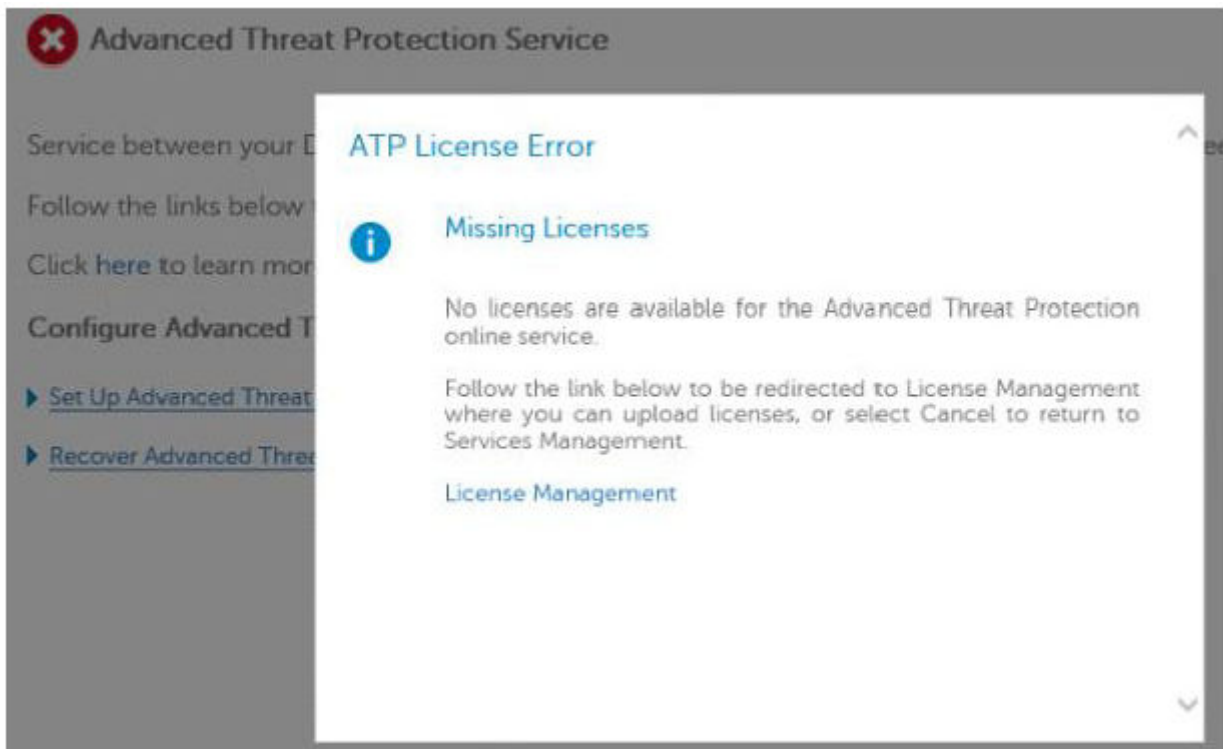 Advanced Threat Protection Service
Service between your
Follow the links below
Click here to learn mor
Configure Advanced T
Set Up Advanced Threat
Recover Advanced Threa
ATP License Error
Missing Licenses
No licenses are available for the Advanced Threat Protection
online service.
Follow the link below to be redirected to License Management
where you can upload licenses, or select Cancel to return to
Services Management.
License Management